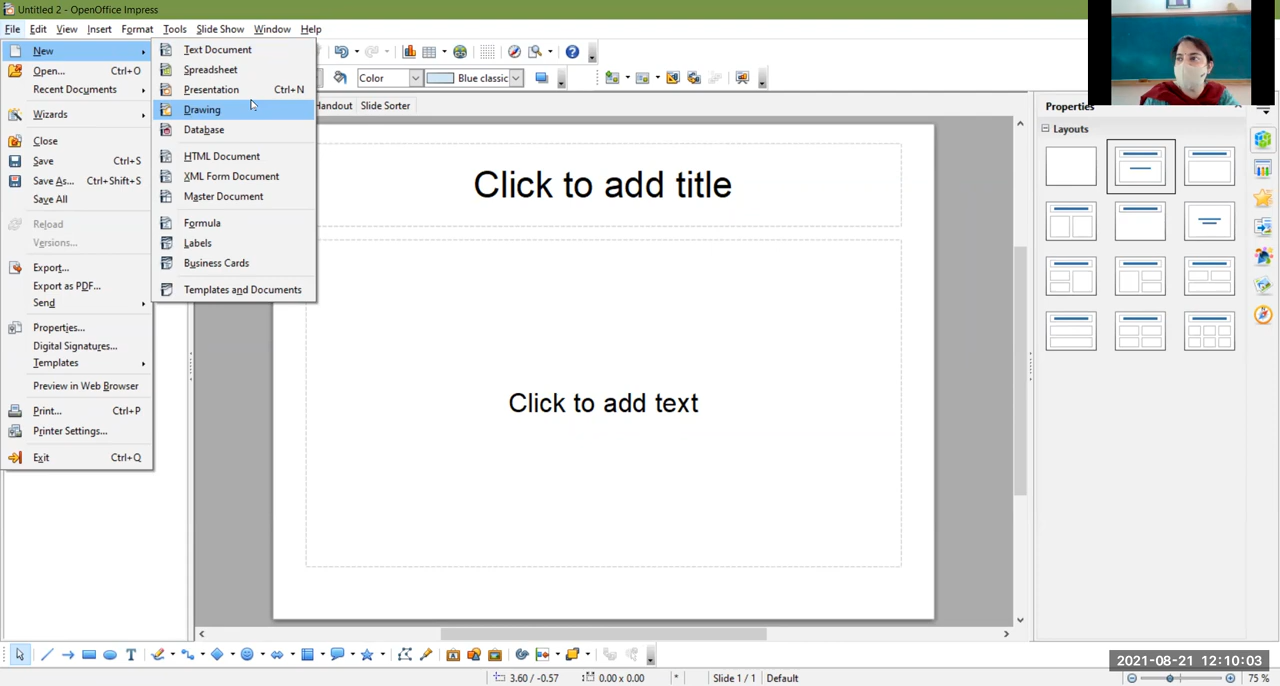 Untitled 2 - OpenOffice Impress
File Edit View Insert Format Tools Slide Show Window Help
New
Open... Ctrl+O
Recent Documents
Wizards
Close
Save Ctrl+S
Save As... Ctrl+Shift+S
Save All
Reload
Versions...
Export...
Export as PDF...
Send
Properties...
Digital Signatures...
Templates
Preview in Web Browser
Print... Ctrl+P
Printer Settings...
Exit Ctrl+Q
Text Document
Spreadsheet
Presentation Ctrl+N
Drawing
Database
HTML Document
XML Form Document
Master Document
Formula
Labels
Business Cards
Templates and Documents
Color Blue classic
Handout Slide Sorter
Click to add title
Click to add text
Properties
Layouts
2021-08-21 12:10:03
3.60 / -0.57 0.00 x 0.00 * Slide 1 / 1 Default 75 %